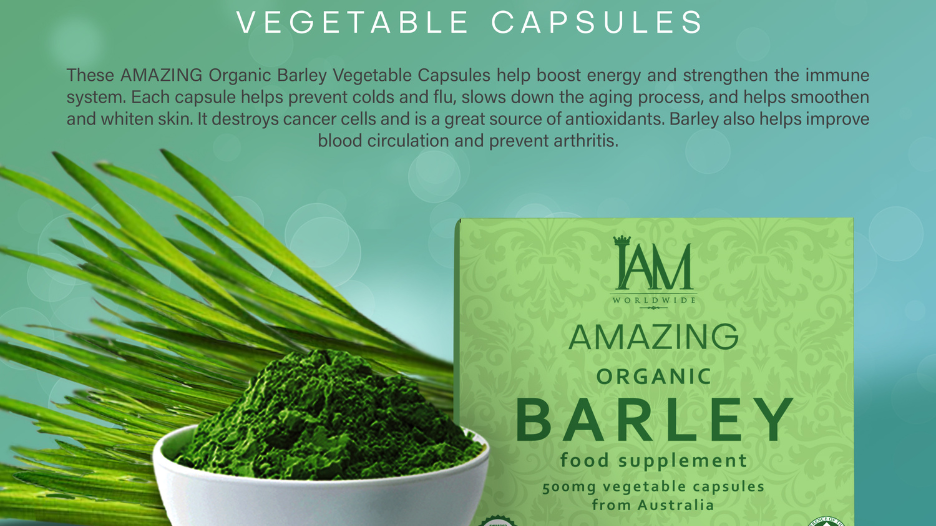 VEGETABLE CAPSULES
These AMAZING Organic Barley Vegetable Capsules help boost energy and strengthen the immune
system. Each capsule helps prevent colds and flu, slows down the aging process, and helps smoothen
and whiten skin. It destroys cancer cells and is a great source of antioxidants. Barley also helps improve
blood circulation and prevent arthritis.
IAM
WORLDWIDE
AMAZING
ORGANIC
BARLEY
food supplement
500mg vegetable capsules
from Australia